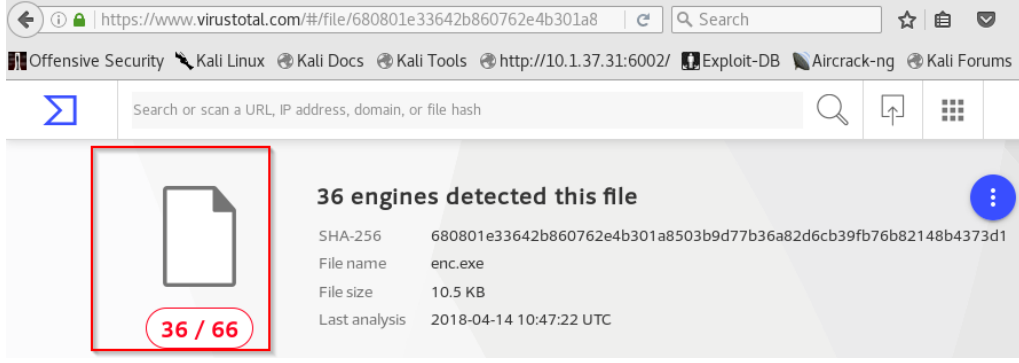 https://www.virustotal.com/#/file/680801e33642b860762e4b301a8 Search
Offensive Security Kali Linux Kali Docs Kali Tools http://10.1.37.31:6002/ Exploit-DB Aircrack-ng Kali Forums
Search or scan a URL, IP address, domain, or file hash
36 engines detected this file
SHA-256 680801e33642b860762e4b301a8503b9d77b36a82d6cb39fb76b82148b4373d1
File name enc.exe
File size 10.5 KB
Last analysis 2018-04-14 10:47:22 UTC
36 / 66